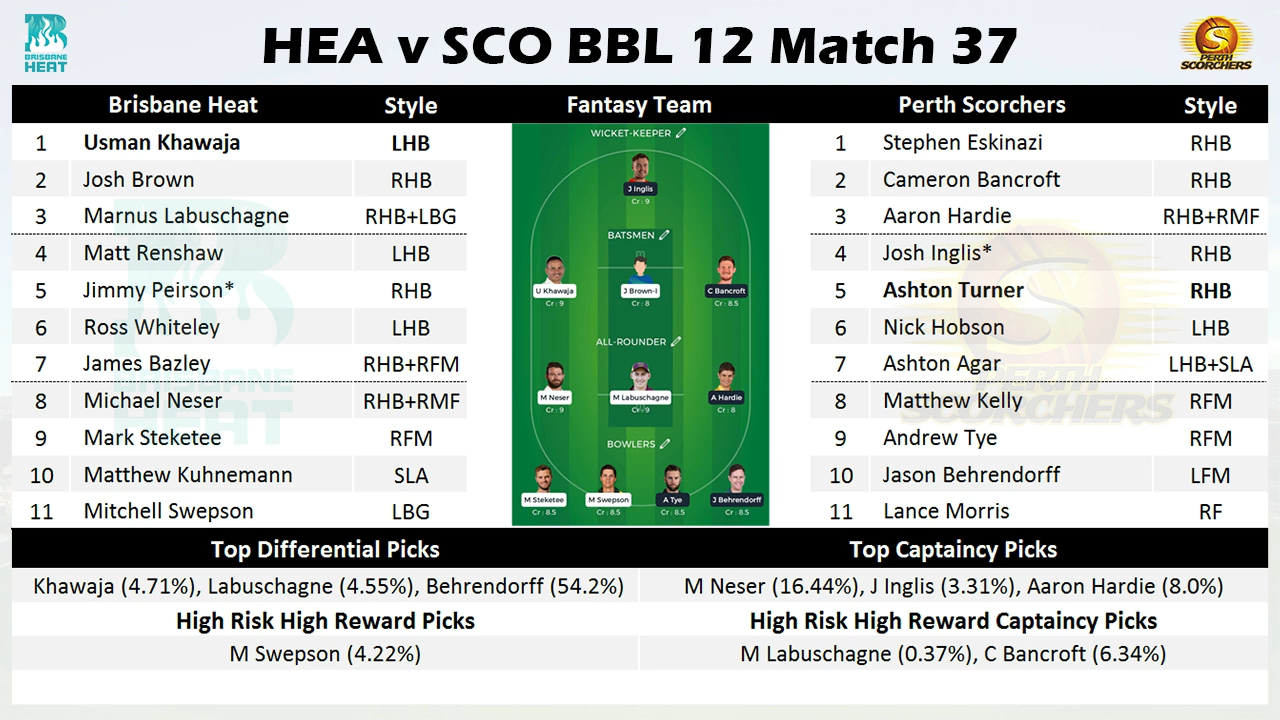 BRISBANE
HEAT
HEA v SCO BBL 12 Match 37
PERTH
SCORCHERS
Brisbane Heat Style Fantasy Team Perth Scorchers Style
1 Usman Khawaja LHB
2 Josh Brown RHB
3 Marnus Labuschagne RHB+LBG
4 Matt Renshaw LHB
5 Jimmy Peirson* RHB
6 Ross Whiteley LHB
7 James Bazley RHB+RFM
8 Michael Neser RHB+RMF
9 Mark Steketee RFM
10 Matthew Kuhnemann SLA
11 Mitchell Swepson LBG
BRISBANE
HEAT
WICKET-KEEPER
J Inglis
Cr : 9
BATSMEN
U Khawaja J Brown-I C Bancroft
Cr : 9 Cr : 8 Cr : 8.5
ALL-ROUNDER
M Neser M Labuschagne A Hardie
Cr : 9 Cr : 9 Cr : 8
BOWLERS
M Steketee M Swepson A Tye J Behrendorff
Cr : 8.5 Cr : 8.5 Cr : 8.5 Cr : 8.5
1 Stephen Eskinazi RHB
2 Cameron Bancroft RHB
3 Aaron Hardie RHB+RMF
4 Josh Inglis* RHB
5 Ashton Turner RHB
6 Nick Hobson LHB
7 Ashton Agar LHB+SLA
8 Matthew Kelly RFM
9 Andrew Tye RFM
10 Jason Behrendorff LFM
11 Lance Morris RF
PERTH
SCORCHERS
Top Differential Picks Top Captaincy Picks
Khawaja (4.71%), Labuschagne (4.55%), Behrendorff (54.2%) M Neser (16.44%), J Inglis (3.31%), Aaron Hardie (8.0%)
High Risk High Reward Picks High Risk High Reward Captaincy Picks
M Swepson (4.22%) M Labuschagne (0.37%), C Bancroft (6.34%)